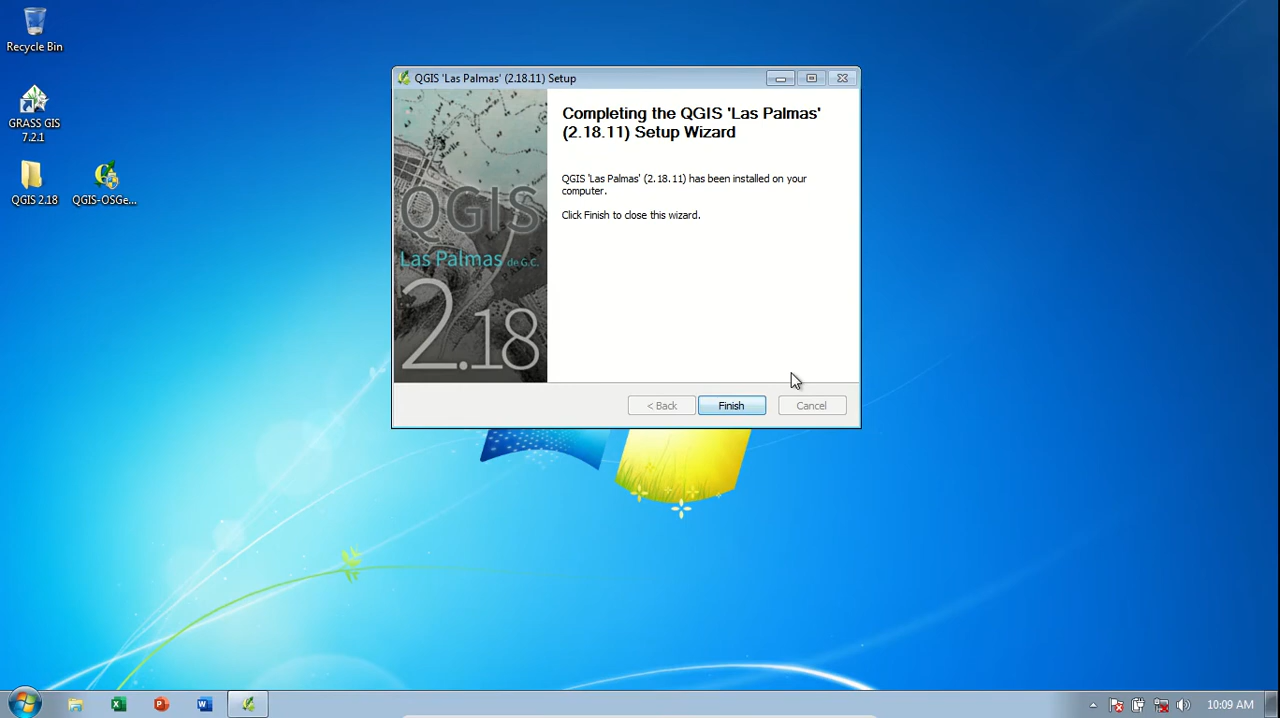 Recycle Bin
GRASS GIS
7.2.1
QGIS 2.18
QGIS-OSGe...
QGIS 'Las Palmas' (2.18.11) Setup
QGIS
Las Palmas de G.C.
2.18
Completing the QGIS 'Las Palmas'
(2.18.11) Setup Wizard
QGIS 'Las Palmas' (2.18.11) has been installed on your
computer.
Click Finish to close this wizard.
< Back
Finish
Cancel
10:09 AM